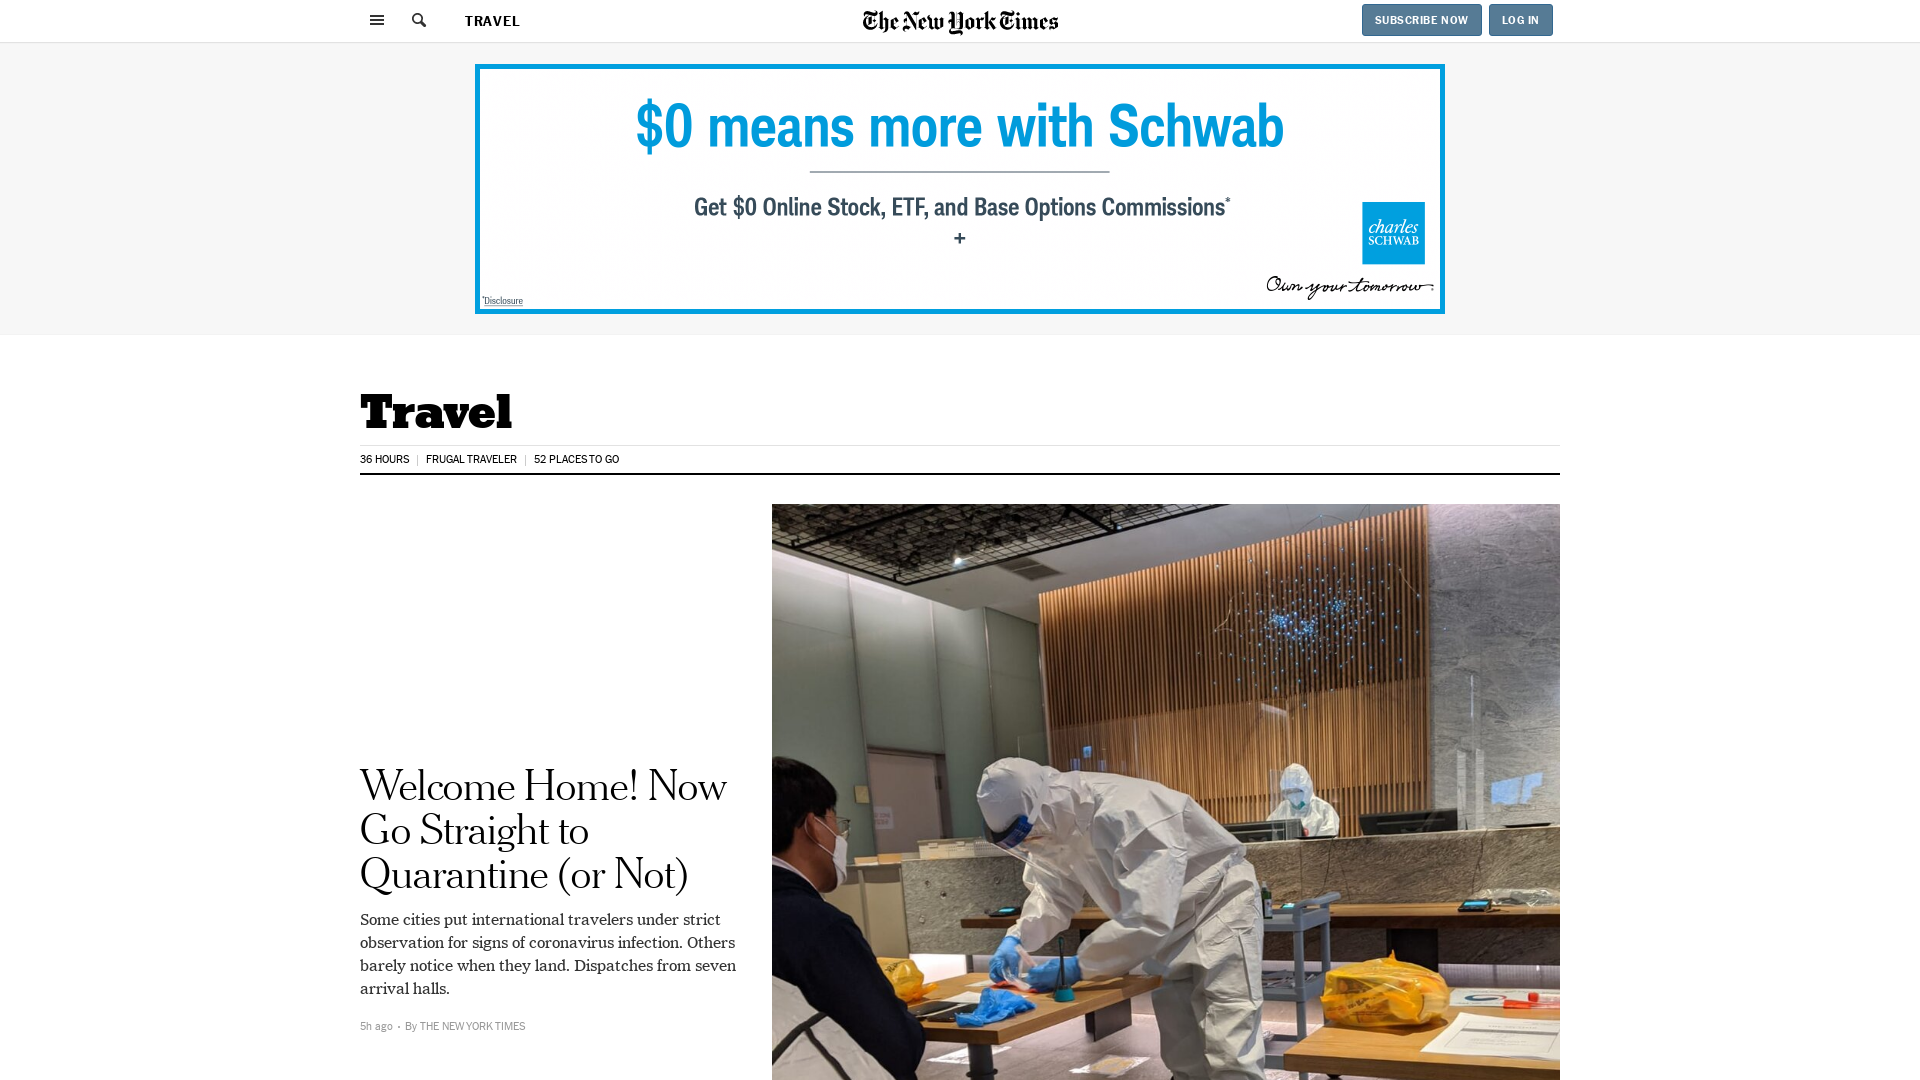 TRAVEL
The New York Times
SUBSCRIBE NOW
LOG IN
$0 means more with Schwab
Get $0 Online Stock, ETF, and Base Options Commissions*
+
charles
SCHWAB
Own your tomorrow.
*Disclosure
Travel
36 HOURS
FRUGAL TRAVELER
52 PLACES TO GO
Welcome Home! Now
Go Straight to
Quarantine (or Not)
Some cities put international travelers under strict
observation for signs of coronavirus infection. Others
barely notice when they land. Dispatches from seven
arrival halls.
5h ago • By THE NEW YORK TIMES